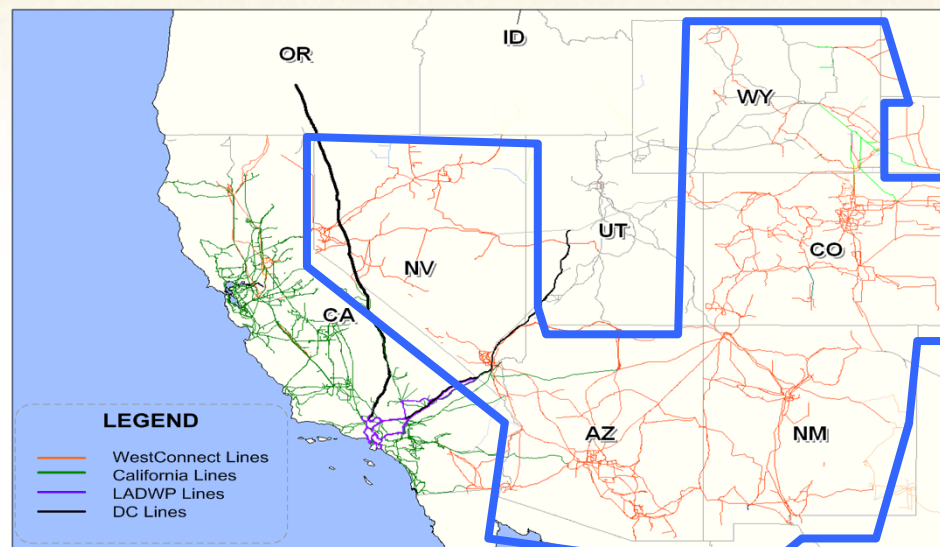 OR
ID
WY
UT
CO
NV
CA
AZ
NM
LEGEND
WestConnect Lines
California Lines
LADWP Lines
DC Lines